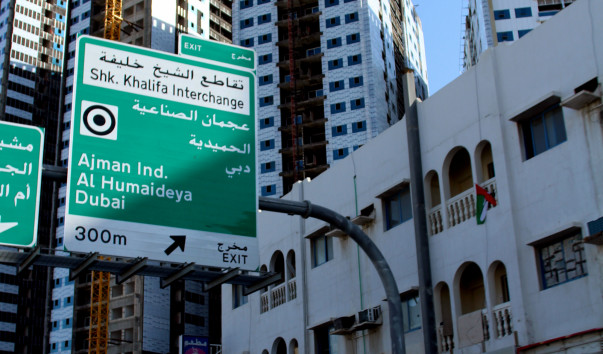 EXIT مخرج
تقاطع الشيخ خليفة
Shk. Khalifa Interchange
عجمان الصناعية
الحميدية
دبي
Ajman Ind.
Al Humaideya
Dubai
300m
مخرج
EXIT